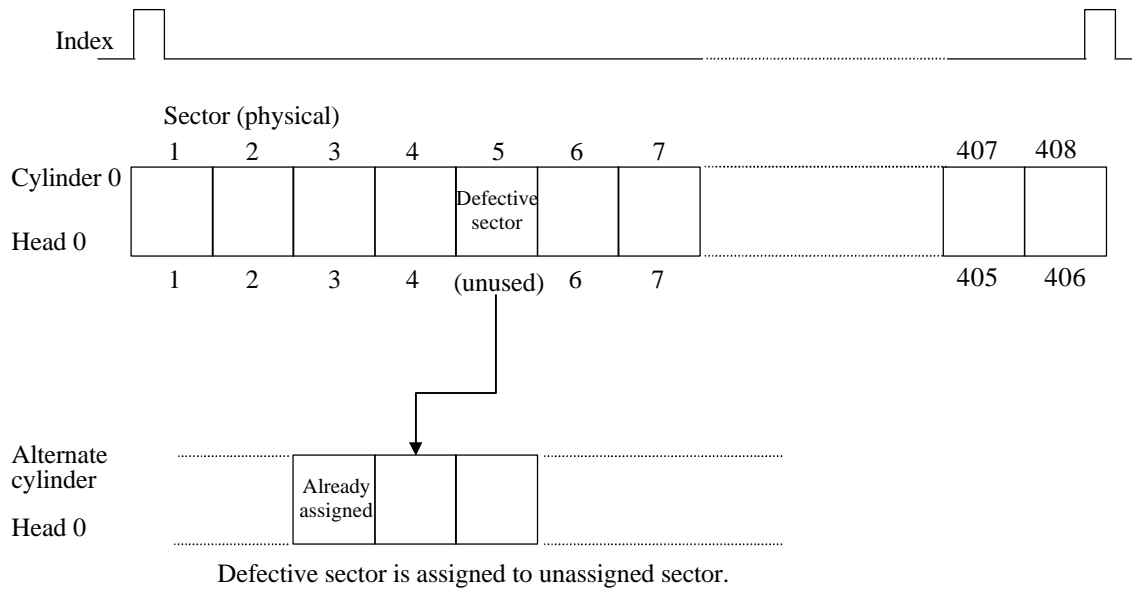 Index
Sector (physical)
1 2 3 4 5 6 7 407 408
Cylinder 0
Defective
sector
Head 0
1 2 3 4 (unused) 6 7 405 406
Alternate
cylinder
Already
assigned
Head 0
Defective sector is assigned to unassigned sector.